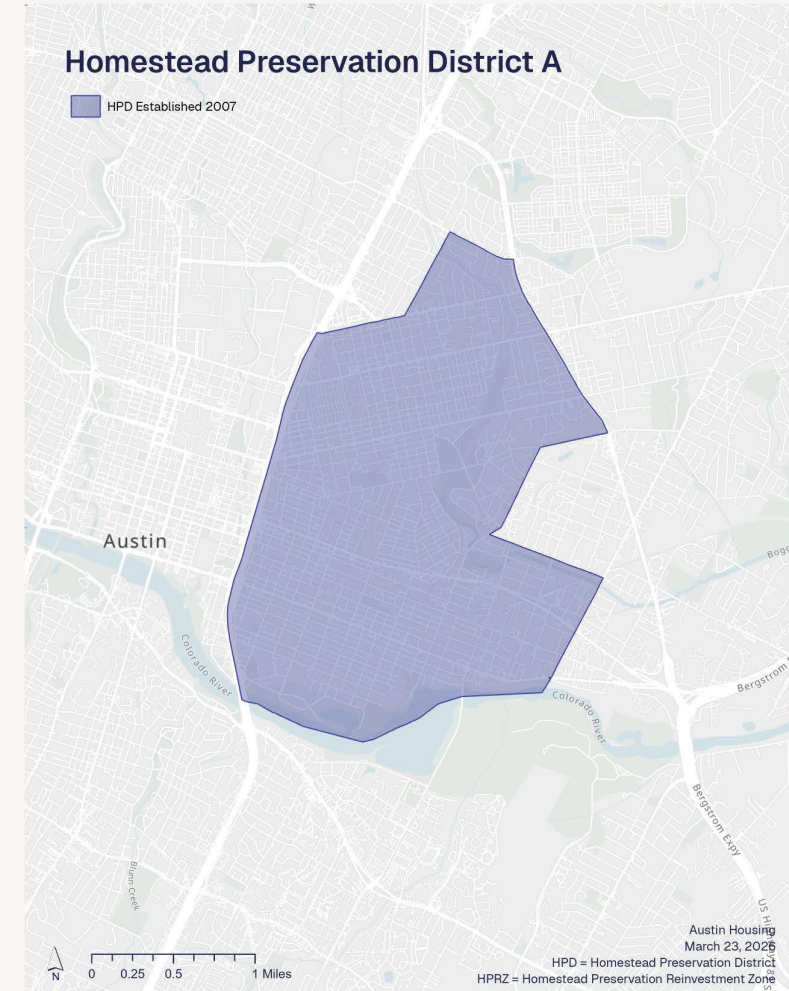 Homestead Preservation District A
HPD Established 2007
Austin
Colorado River
Colorado River
Bergstrom
Bergstrom Expy
Blunn Creek
N
0 0.25 0.5 1 Miles
Austin Housing
March 23, 2026
HPD = Homestead Preservation District
HPRZ = Homestead Preservation Reinvestment Zone